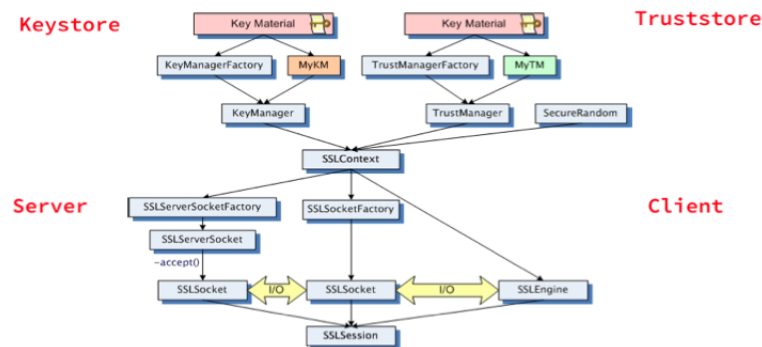 Keystore
Key Material
Key Material
Truststore
KeyManagerFactory
MyKM
TrustManagerFactory
MyTM
KeyManager
TrustManager
SecureRandom
SSLContext
Server
SSLServerSocketFactory
SSLSocketFactory
Client
SSLServerSocket
-accept()
SSLSocket
I/O
SSLSocket
I/O
SSLEngine
SSLSession